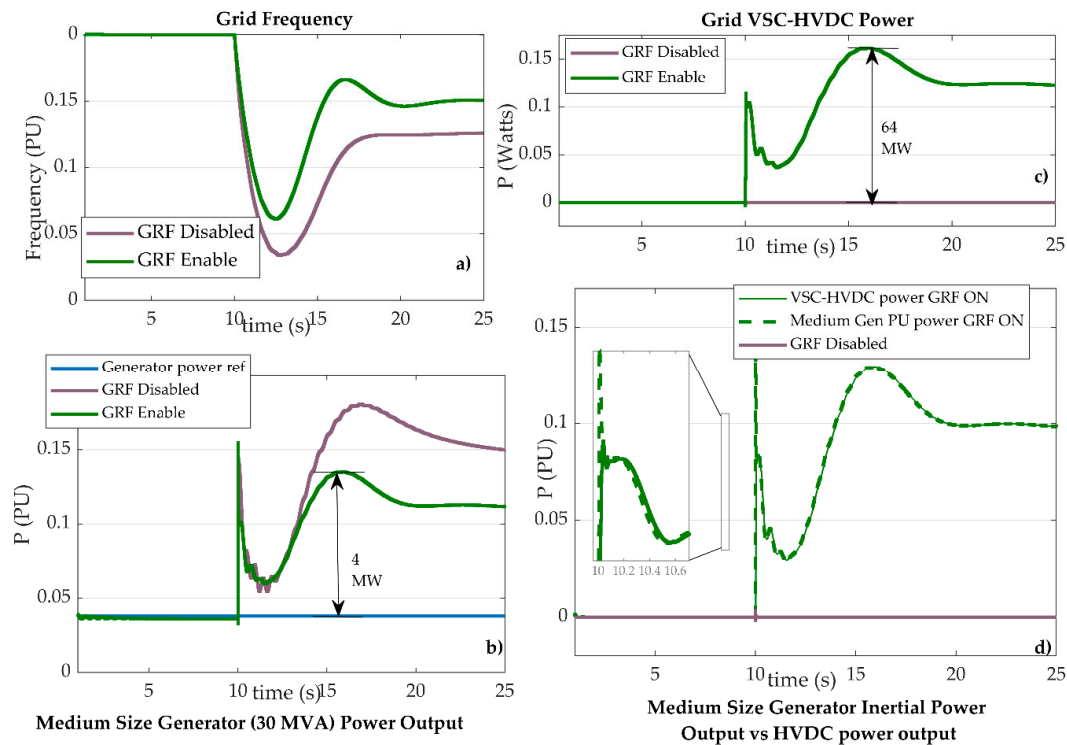 Grid Frequency
0
0.15
0.1
0.05
0
Frequency (PU)
GRF Disabled
GRF Enable
a)
5
10
15
20
25
time (s)
Grid VSC-HVDC Power
GRF Disabled
GRF Enable
0.15
0.1
0.05
0
P (Watts)
64
MW
c)
5
10
15
20
25
time (s)
Generator power ref
GRF Disabled
GRF Enable
0.15
0.1
0.05
0
P (PU)
4
MW
b)
5
10
15
20
25
time (s)
Medium Size Generator (30 MVA) Power Output
VSC-HVDC power GRF ON
Medium Gen PU power GRF ON
GRF Disabled
0.15
0.1
0.05
0
P (PU)
10
10.2
10.4
10.6
d)
5
10
15
20
25
time (s)
Medium Size Generator Inertial Power
Output vs HVDC power output